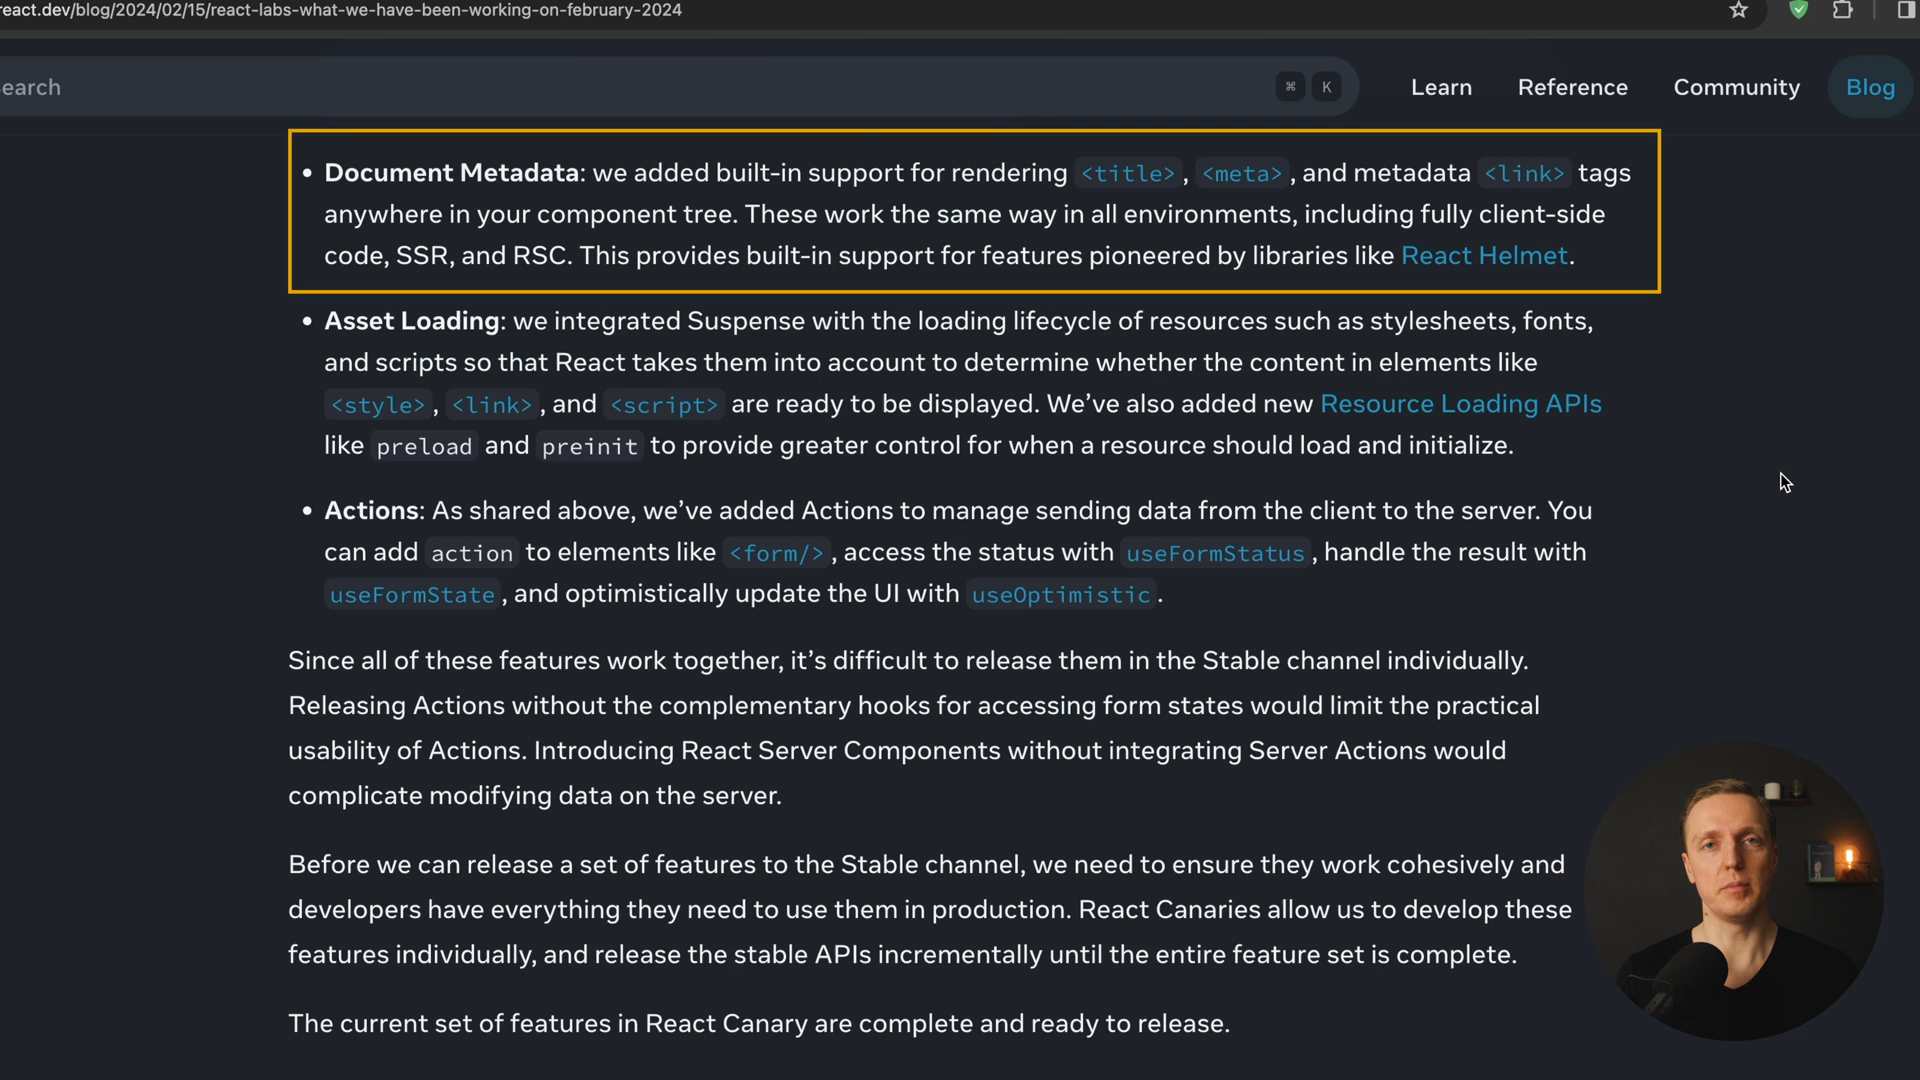 react.dev/blog/2024/02/15/react-labs-what-we-have-been-working-on-february-2024
earch
⌘ K
Learn
Reference
Community
Blog
• Document Metadata: we added built-in support for rendering <title>, <meta>, and metadata <link> tags
anywhere in your component tree. These work the same way in all environments, including fully client-side
code, SSR, and RSC. This provides built-in support for features pioneered by libraries like React Helmet.
• Asset Loading: we integrated Suspense with the loading lifecycle of resources such as stylesheets, fonts,
and scripts so that React takes them into account to determine whether the content in elements like
<style>, <link>, and <script> are ready to be displayed. We’ve also added new Resource Loading APIs
like preload and preinit to provide greater control for when a resource should load and initialize.
• Actions: As shared above, we’ve added Actions to manage sending data from the client to the server. You
can add action to elements like <form/>, access the status with useFormStatus, handle the result with
useFormState, and optimistically update the UI with useOptimistic.
Since all of these features work together, it’s difficult to release them in the Stable channel individually.
Releasing Actions without the complementary hooks for accessing form states would limit the practical
usability of Actions. Introducing React Server Components without integrating Server Actions would
complicate modifying data on the server.
Before we can release a set of features to the Stable channel, we need to ensure they work cohesively and
developers have everything they need to use them in production. React Canaries allow us to develop these
features individually, and release the stable APIs incrementally until the entire feature set is complete.
The current set of features in React Canary are complete and ready to release.